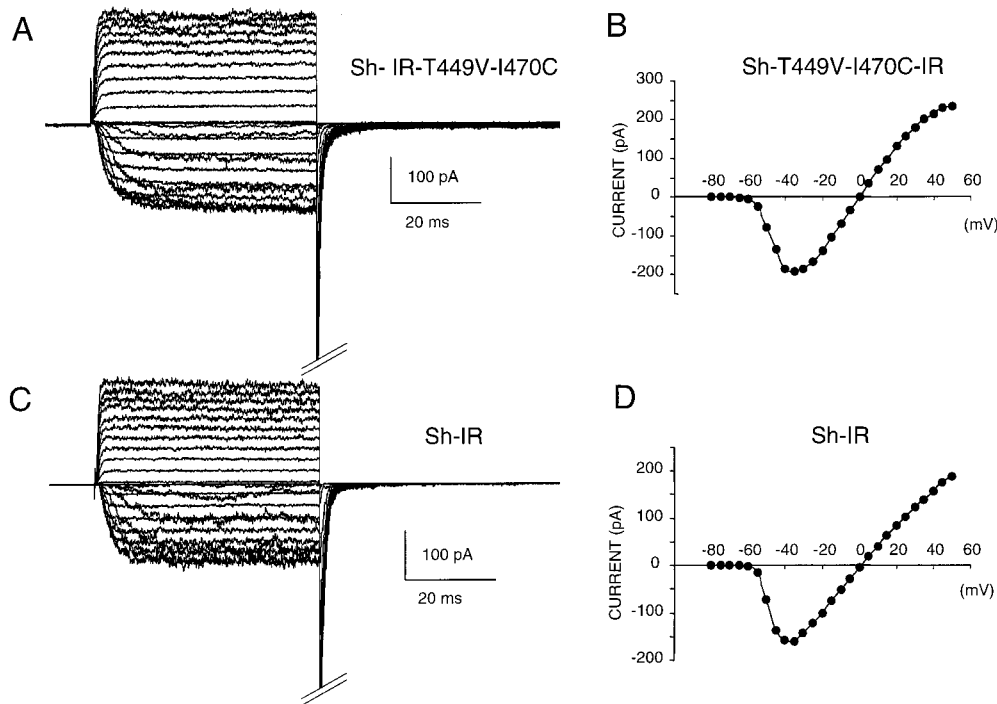 A
Sh- IR-T449V-I470C
100 pA
20 ms
B
Sh-T449V-I470C-IR
CURRENT (pA)
300
200
100
0
-100
-200
-80 -60 -40 -20 0 20 40 60
(mV)
C
Sh-IR
100 pA
20 ms
D
Sh-IR
CURRENT (pA)
200
100
0
-100
-200
-80 -60 -40 -20 0 20 40 60
(mV)